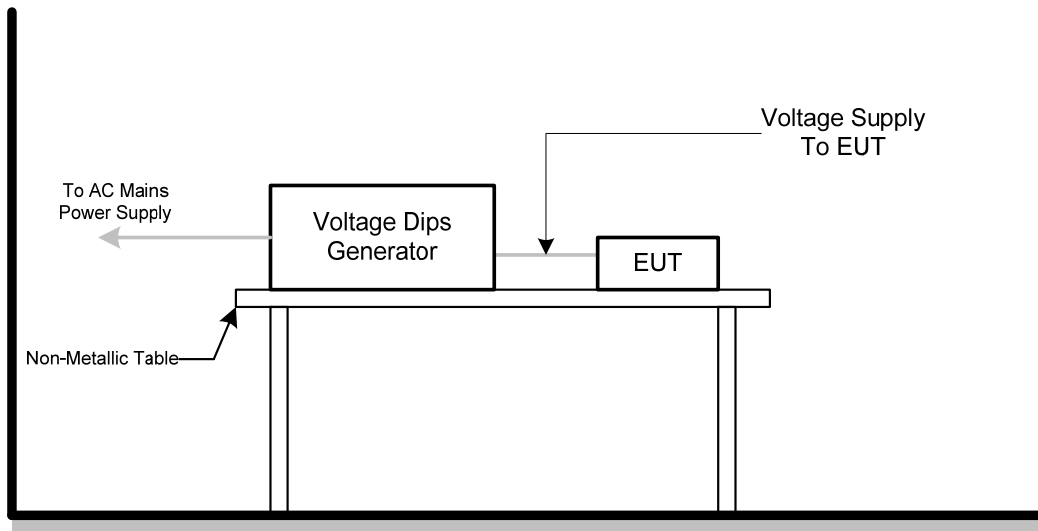 Voltage Supply
To EUT
To AC Mains
Power Supply
Voltage Dips
Generator
EUT
Non-Metallic Table